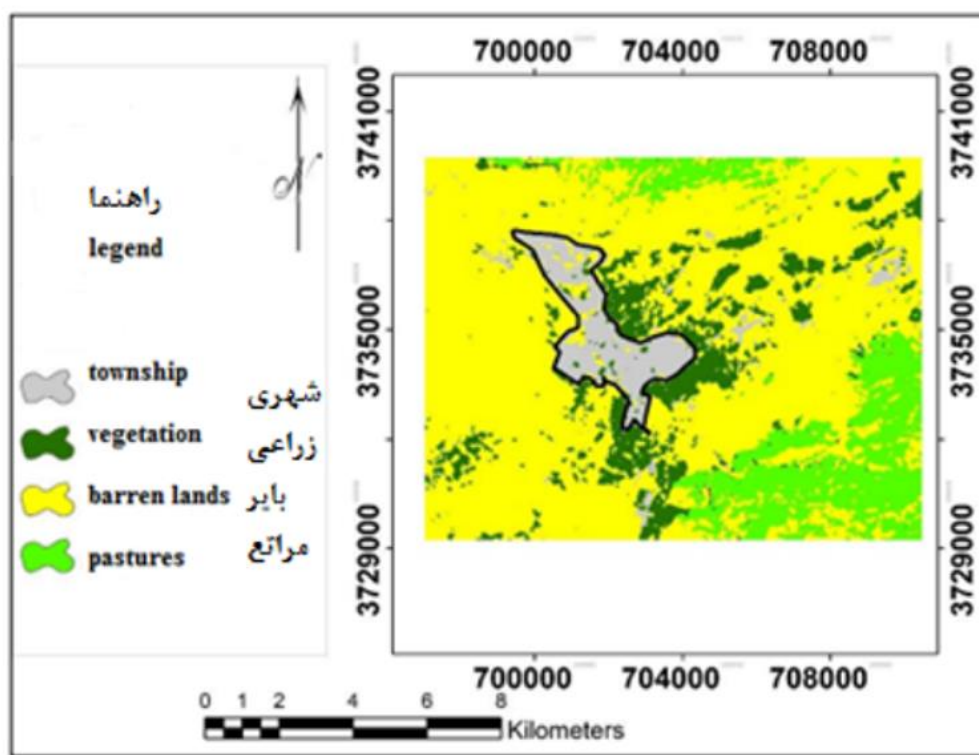 700000 704000 708000
3741000 3741000
راهنما
legend
3735000 3735000
township شهری
vegetation زراعی
barren lands بایر
pastures مراتع
3729000 3729000
700000 704000 708000
0 1 2 4 6 8
Kilometers